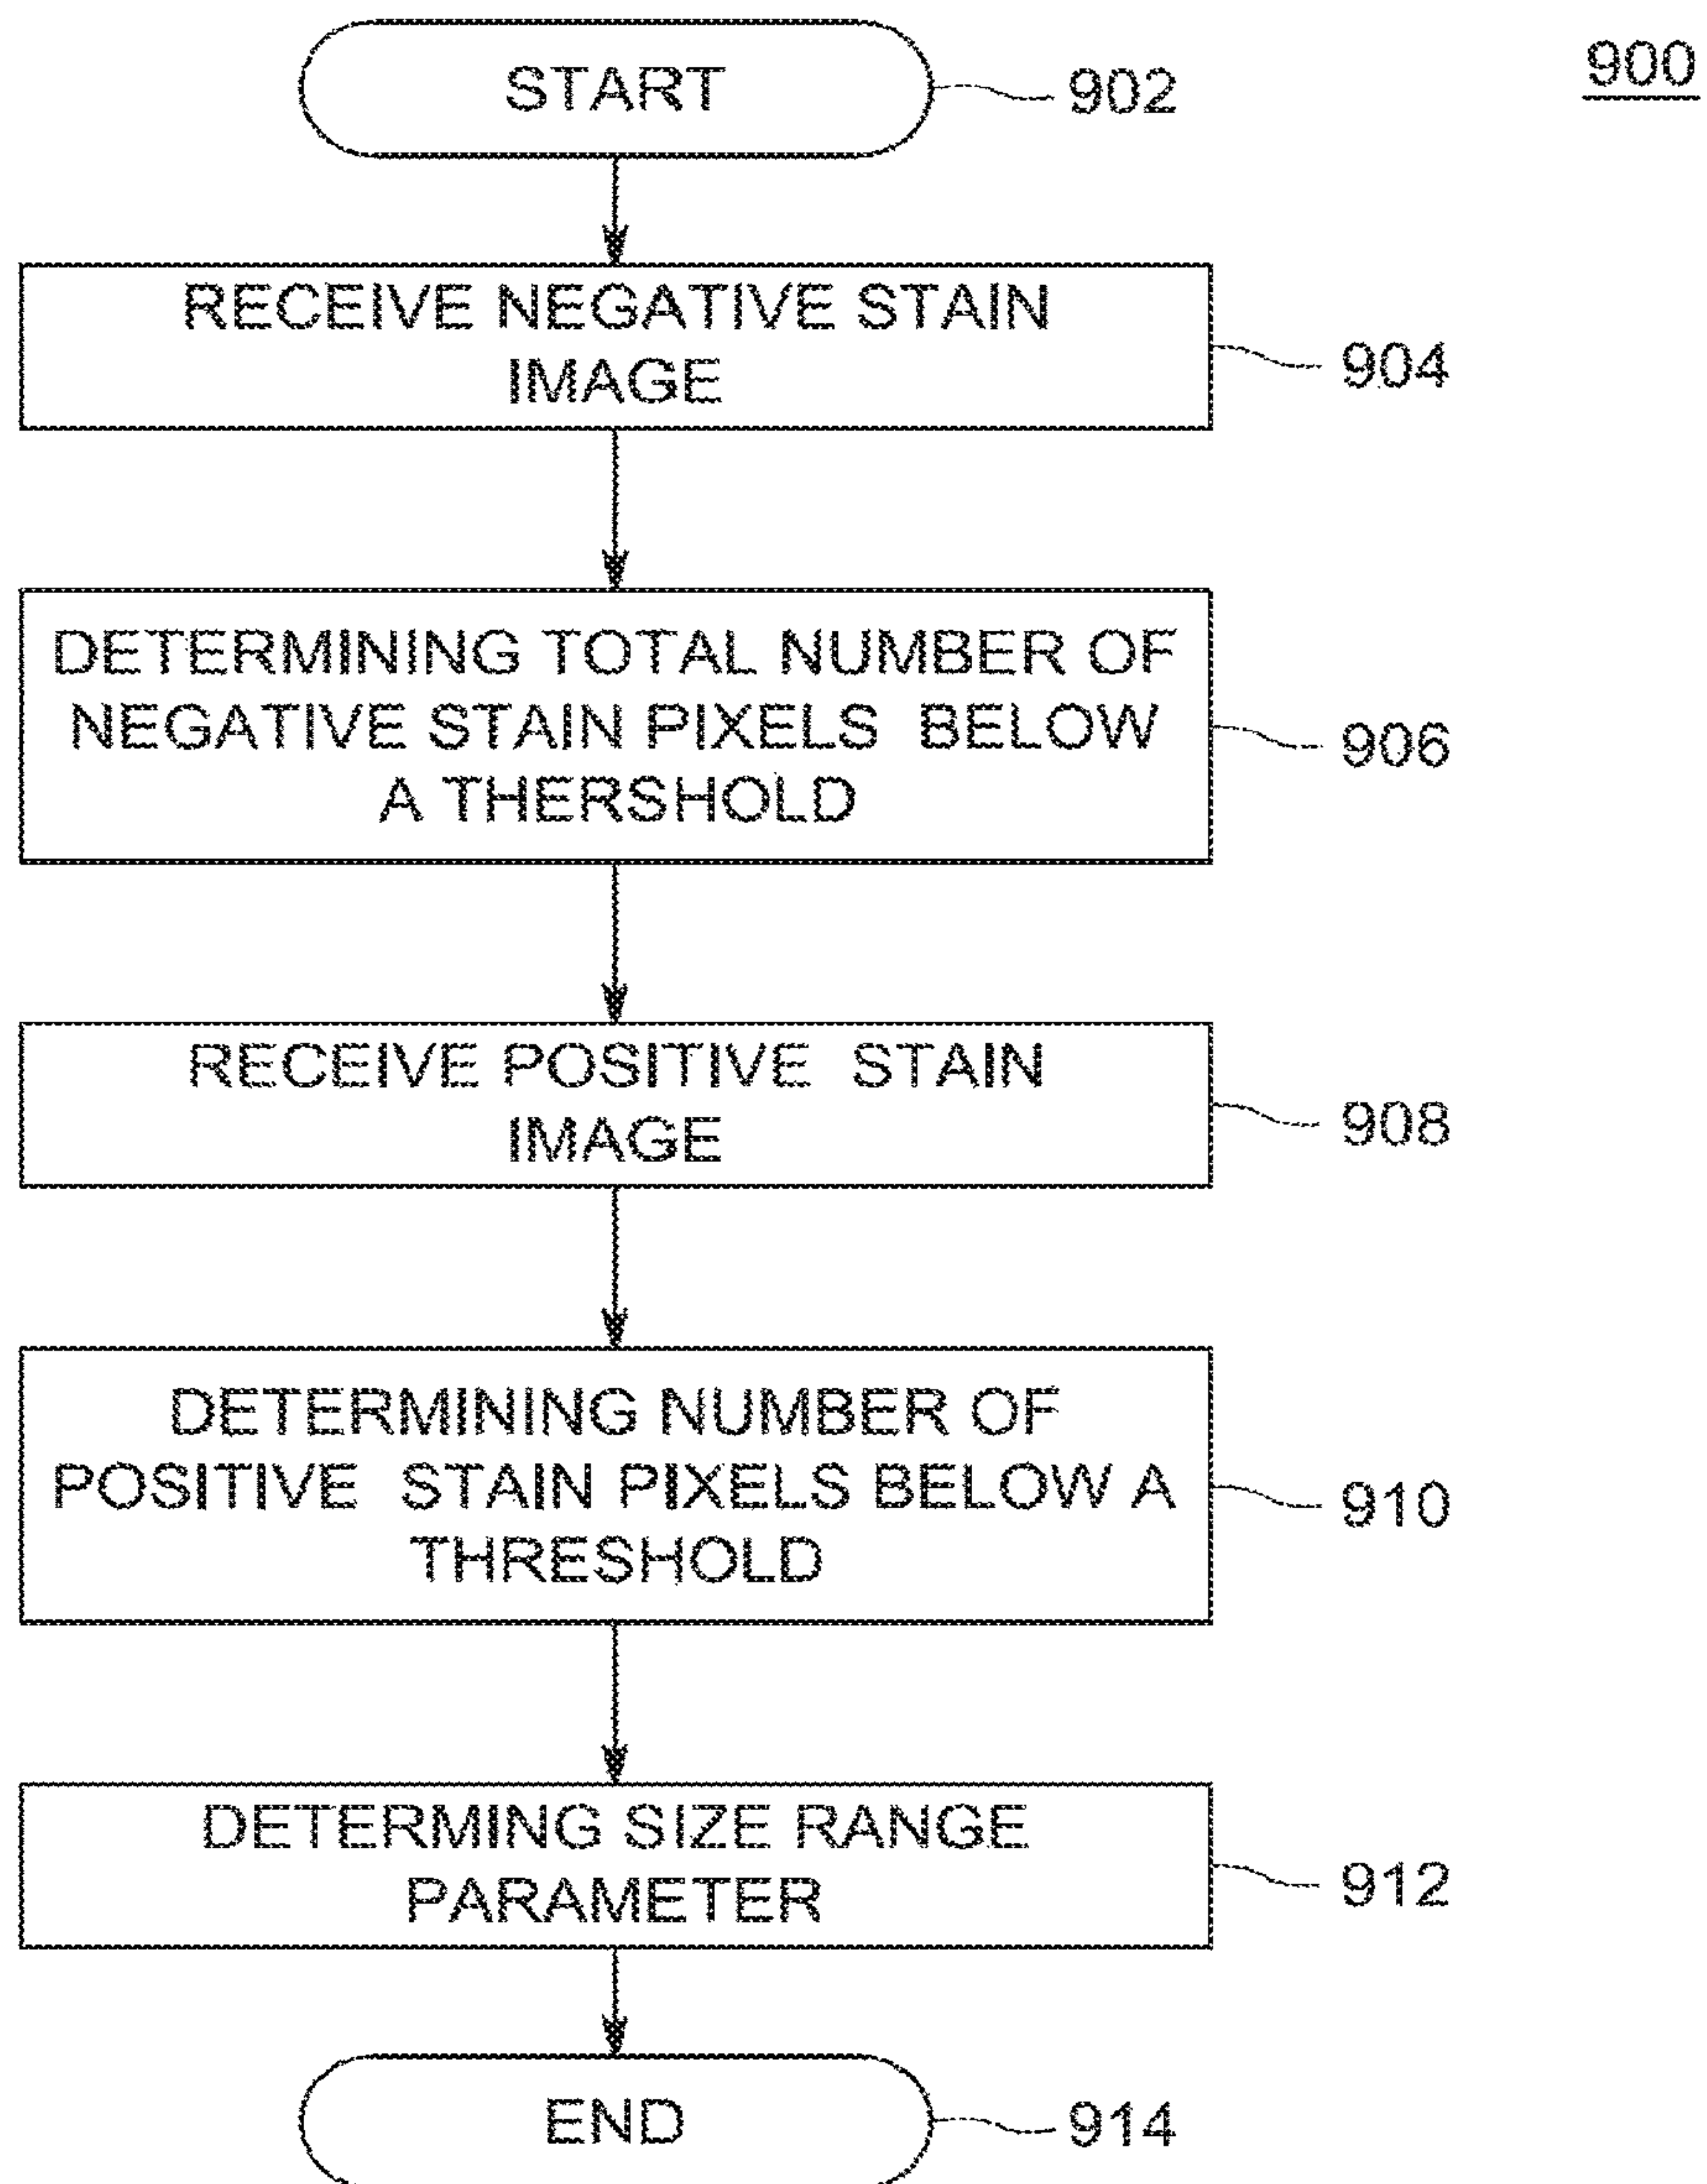 900
START
902
RECEIVE NEGATIVE STAIN
IMAGE
904
DETERMINING TOTAL NUMBER OF
NEGATIVE STAIN PIXELS BELOW
A THERSHOLD
906
RECEIVE POSITIVE STAIN
IMAGE
908
DETERMINING NUMBER OF
POSITIVE STAIN PIXELS BELOW A
THRESHOLD
910
DETERMING SIZE RANGE
PARAMETER
912
END
914